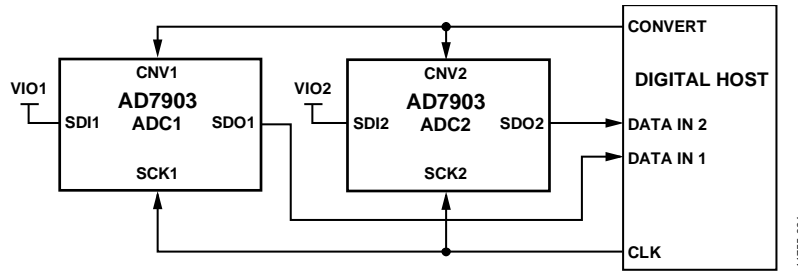 CONVERT
CNV1
CNV2
VIO1
VIO2
AD7903
ADC1
AD7903
ADC2
DIGITAL HOST
SDI1
SDO1
SDI2
SDO2
DATA IN 2
DATA IN 1
SCK1
SCK2
CLK